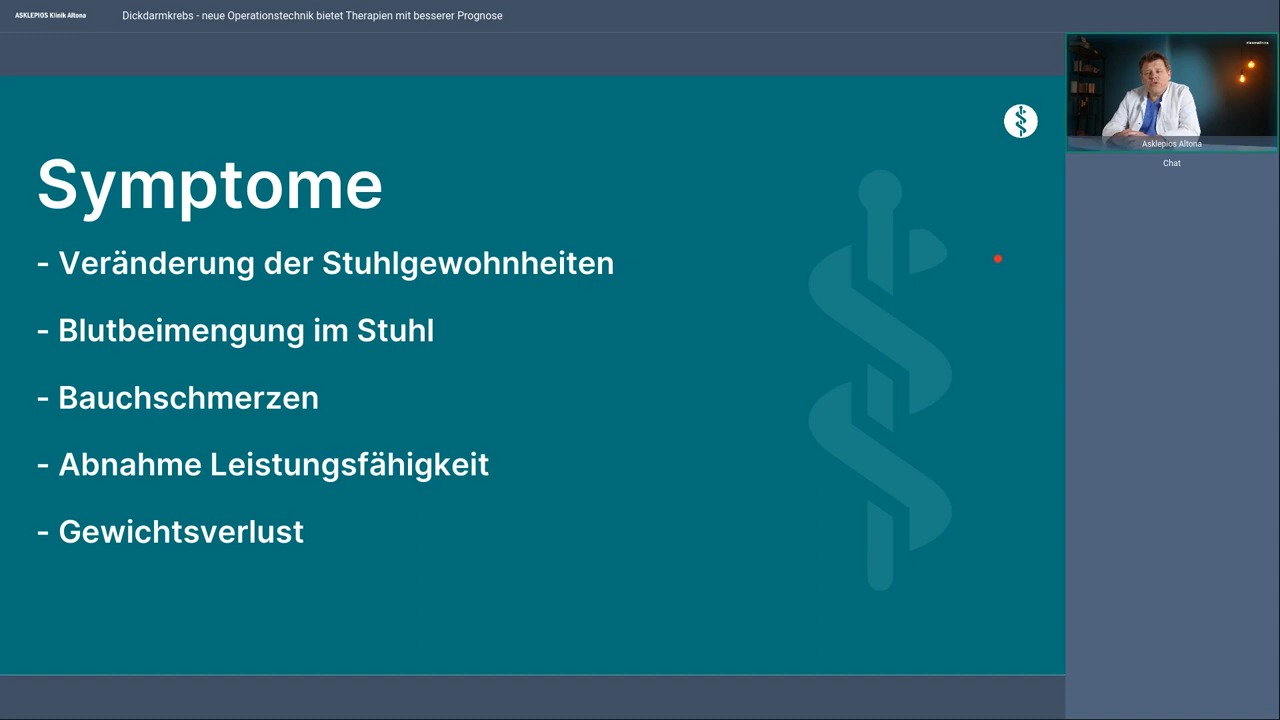 ASKLEPIOS Klinik Altona
Dickdarmkrebs - neue Operationstechnik bietet Therapien mit besserer Prognose
Symptome
- Veränderung der Stuhlgewohnheiten
- Blutbeimengung im Stuhl
- Bauchschmerzen
- Abnahme Leistungsfähigkeit
- Gewichtsverlust
Asklepios Altona
Chat